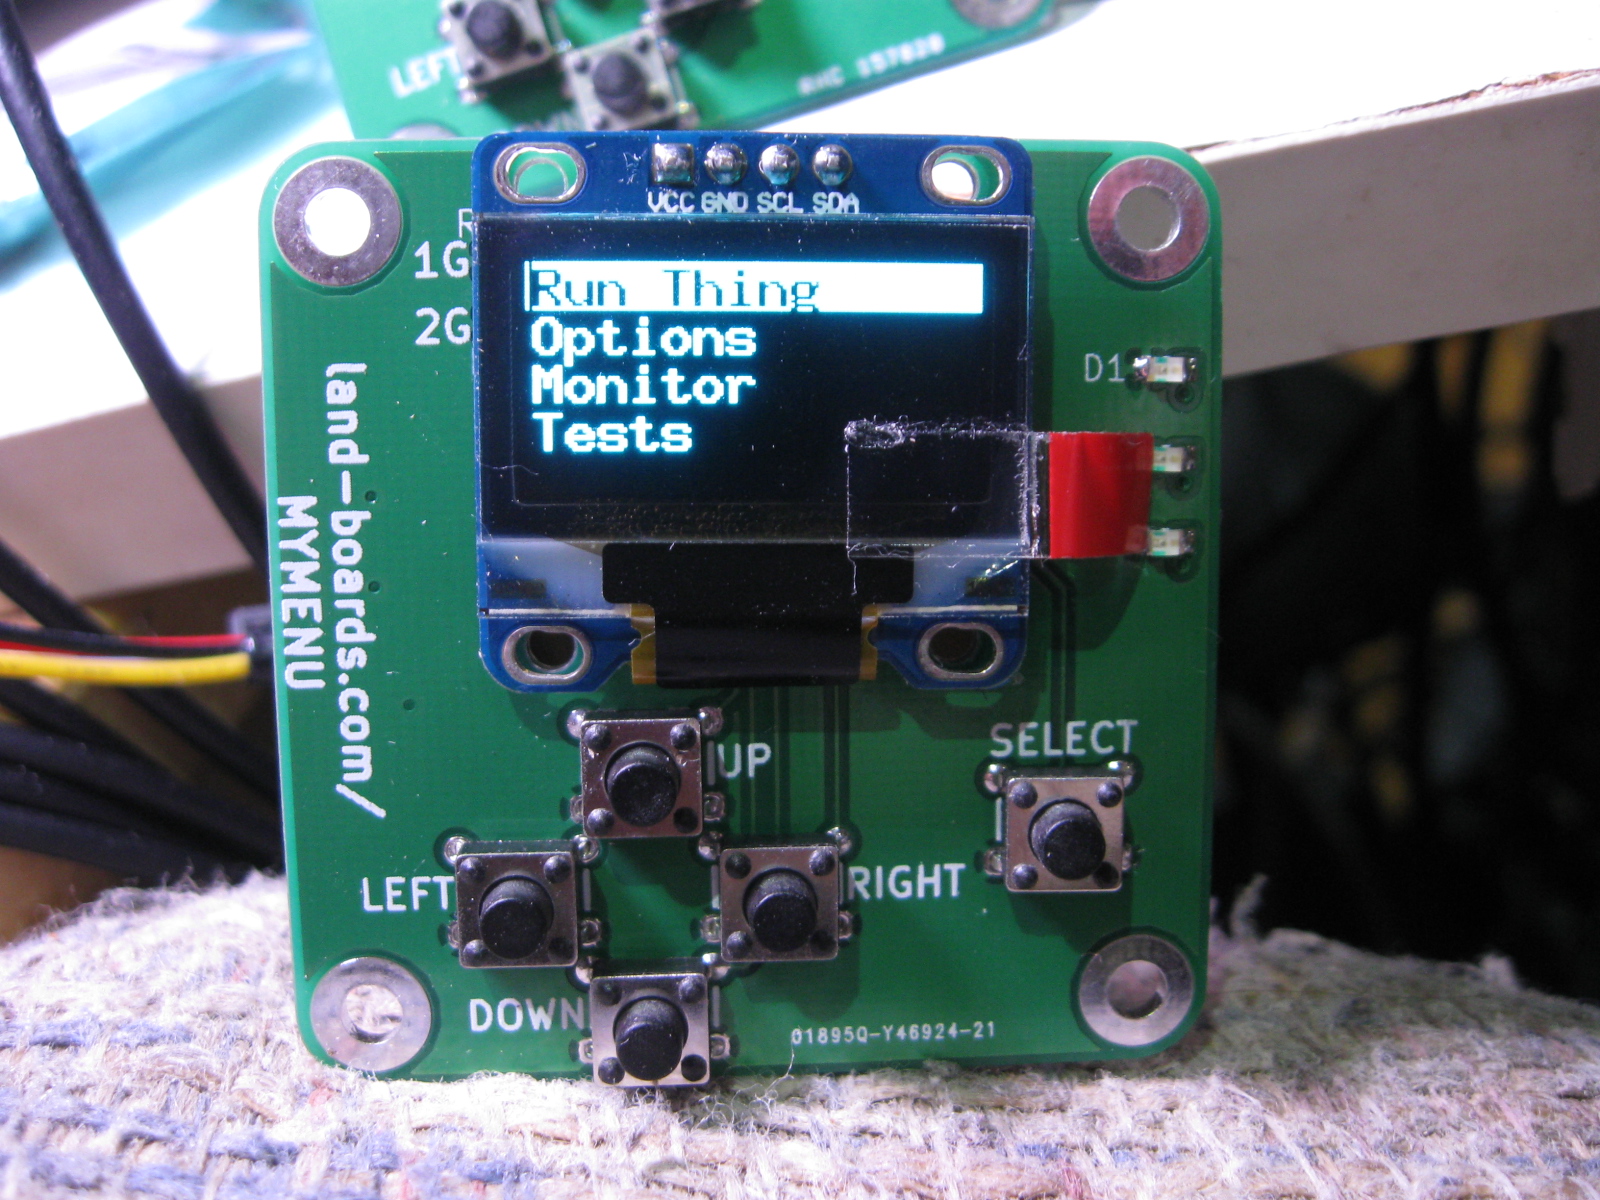 LEFT
VCC GND SCL SDA
1G
2G
Run Thing
Options
Monitor
Tests
D1
land-boards.com/
MYMENU
UP
SELECT
LEFT
RIGHT
DOWN
01895Q-Y46924-21